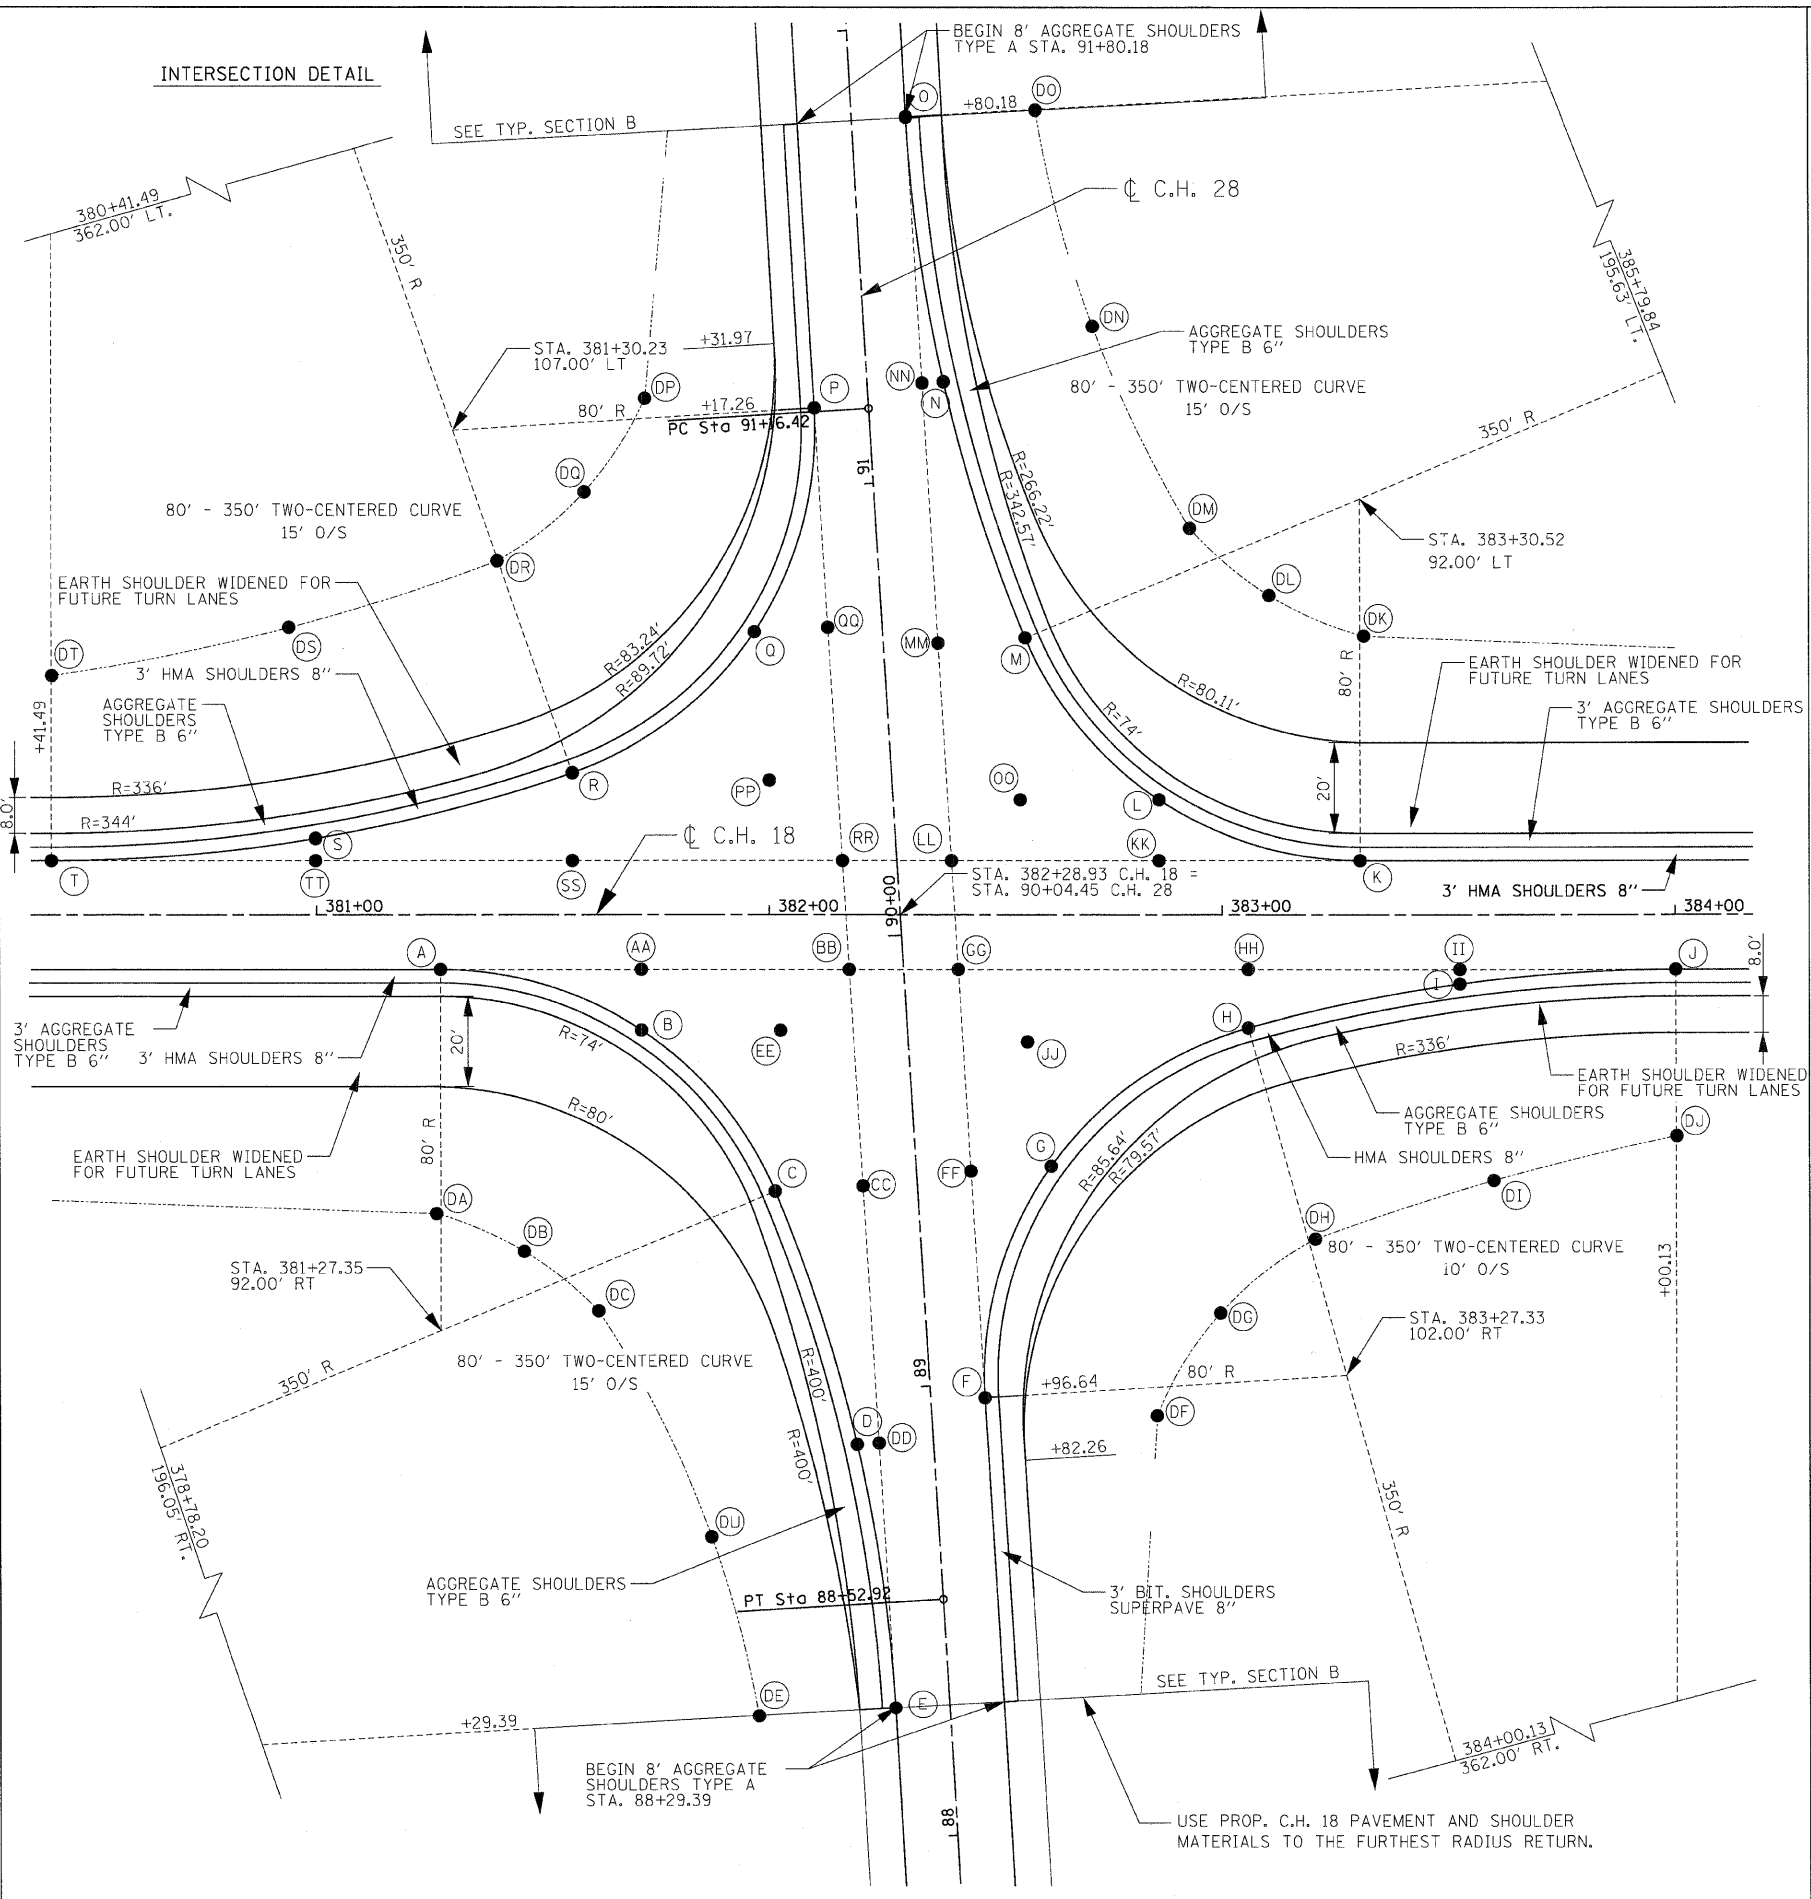 INTERSECTION DETAIL
BEGIN 8' AGGREGATE SHOULDERS
TYPE A STA. 91+80.18
O
+80.18
DO
SEE TYP. SECTION B
380+41.49
362.00' LT.
℄ C.H. 28
350' R
385+79.84
195.63' LT.
STA. 381+30.23
107.00' LT
+31.97
DN
AGGREGATE SHOULDERS
TYPE B 6"
80' - 350' TWO-CENTERED CURVE
15' O/S
DP
P
NN
N
80' R
+17.26
PC Sta 91+16.42
91
350' R
R=266.22'
R=342.57'
DQ
80' - 350' TWO-CENTERED CURVE
15' O/S
DM
STA. 383+30.52
92.00' LT
DR
EARTH SHOULDER WIDENED FOR
FUTURE TURN LANES
DL
DK
DT
DS
QQ
Q
MM
M
R=83.24'
R=89.72'
3' HMA SHOULDERS 8"
EARTH SHOULDER WIDENED FOR
FUTURE TURN LANES
AGGREGATE
SHOULDERS
TYPE B 6"
80' R
R=80.11'
R=74'
3' AGGREGATE SHOULDERS
TYPE B 6"
+41.49
R
PP
OO
L
20'
R=336'
R=344'
8.0'
S
℄ C.H. 18
T
TT
SS
RR
LL
KK
K
STA. 382+28.93 C.H. 18 =
STA. 90+04.45 C.H. 28
3' HMA SHOULDERS 8"
381+00
382+00
90+00
383+00
384+00
A
AA
BB
GG
HH
II
J
8.0'
I
3' AGGREGATE
SHOULDERS
TYPE B 6"
3' HMA SHOULDERS 8"
20'
R=74'
B
EE
JJ
H
R=336'
EARTH SHOULDER WIDENED
FOR FUTURE TURN LANES
R=80'
AGGREGATE SHOULDERS
TYPE B 6"
DJ
EARTH SHOULDER WIDENED
FOR FUTURE TURN LANES
80' R
R=85.64'
R=79.57'
HMA SHOULDERS 8"
C
CC
FF
G
DI
DA
DB
DH
80' - 350' TWO-CENTERED CURVE
10' O/S
STA. 381+27.35
92.00' RT
DC
DG
+00.13
STA. 383+27.33
102.00' RT
80' - 350' TWO-CENTERED CURVE
15' O/S
350' R
R=400'
89
F
+96.64
80' R
DF
D
DD
R=400'
+82.26
378+78.20
196.05' RT.
350' R
DU
AGGREGATE SHOULDERS
TYPE B 6"
PT Sta 88+52.92
3' BIT. SHOULDERS
SUPERPAVE 8"
SEE TYP. SECTION B
DE
E
+29.39
384+00.13
362.00' RT.
BEGIN 8' AGGREGATE
SHOULDERS TYPE A
STA. 88+29.39
88
USE PROP. C.H. 18 PAVEMENT AND SHOULDER
MATERIALS TO THE FURTHEST RADIUS RETURN.